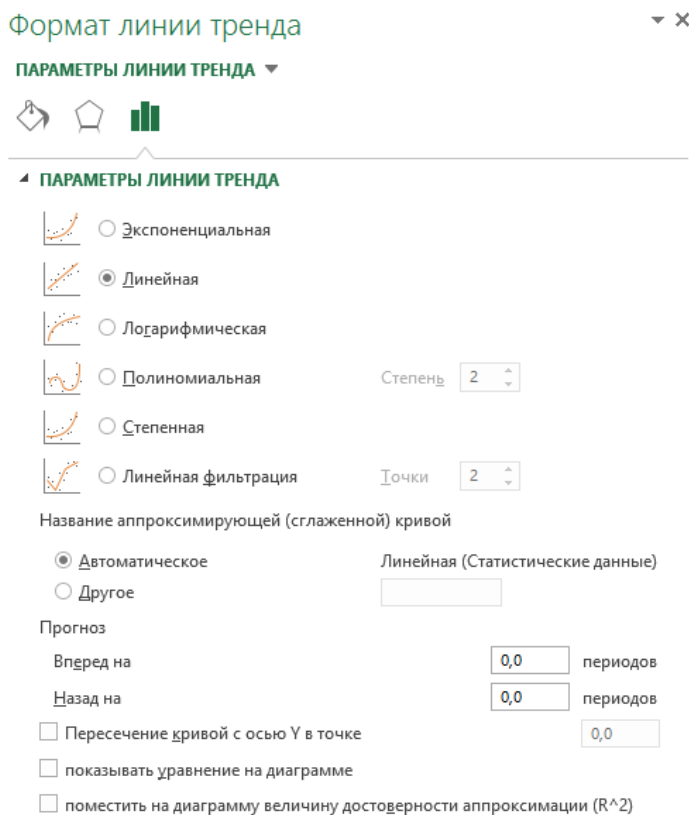 Формат линии тренда
ПАРАМЕТРЫ ЛИНИИ ТРЕНДА
ПАРАМЕТРЫ ЛИНИИ ТРЕНДА
Экспоненциальная
Линейная
Логарифмическая
Полиномиальная Степень 2
Степенная
Линейная фильтрация Точки 2
Название аппроксимирующей (сглаженной) кривой
Автоматическое Линейная (Статистические данные)
Другое
Прогноз
Вперед на 0,0 периодов
Назад на 0,0 периодов
Пересечение кривой с осью Y в точке 0,0
показывать уравнение на диаграмме
поместить на диаграмму величину достоверности аппроксимации (R^2)